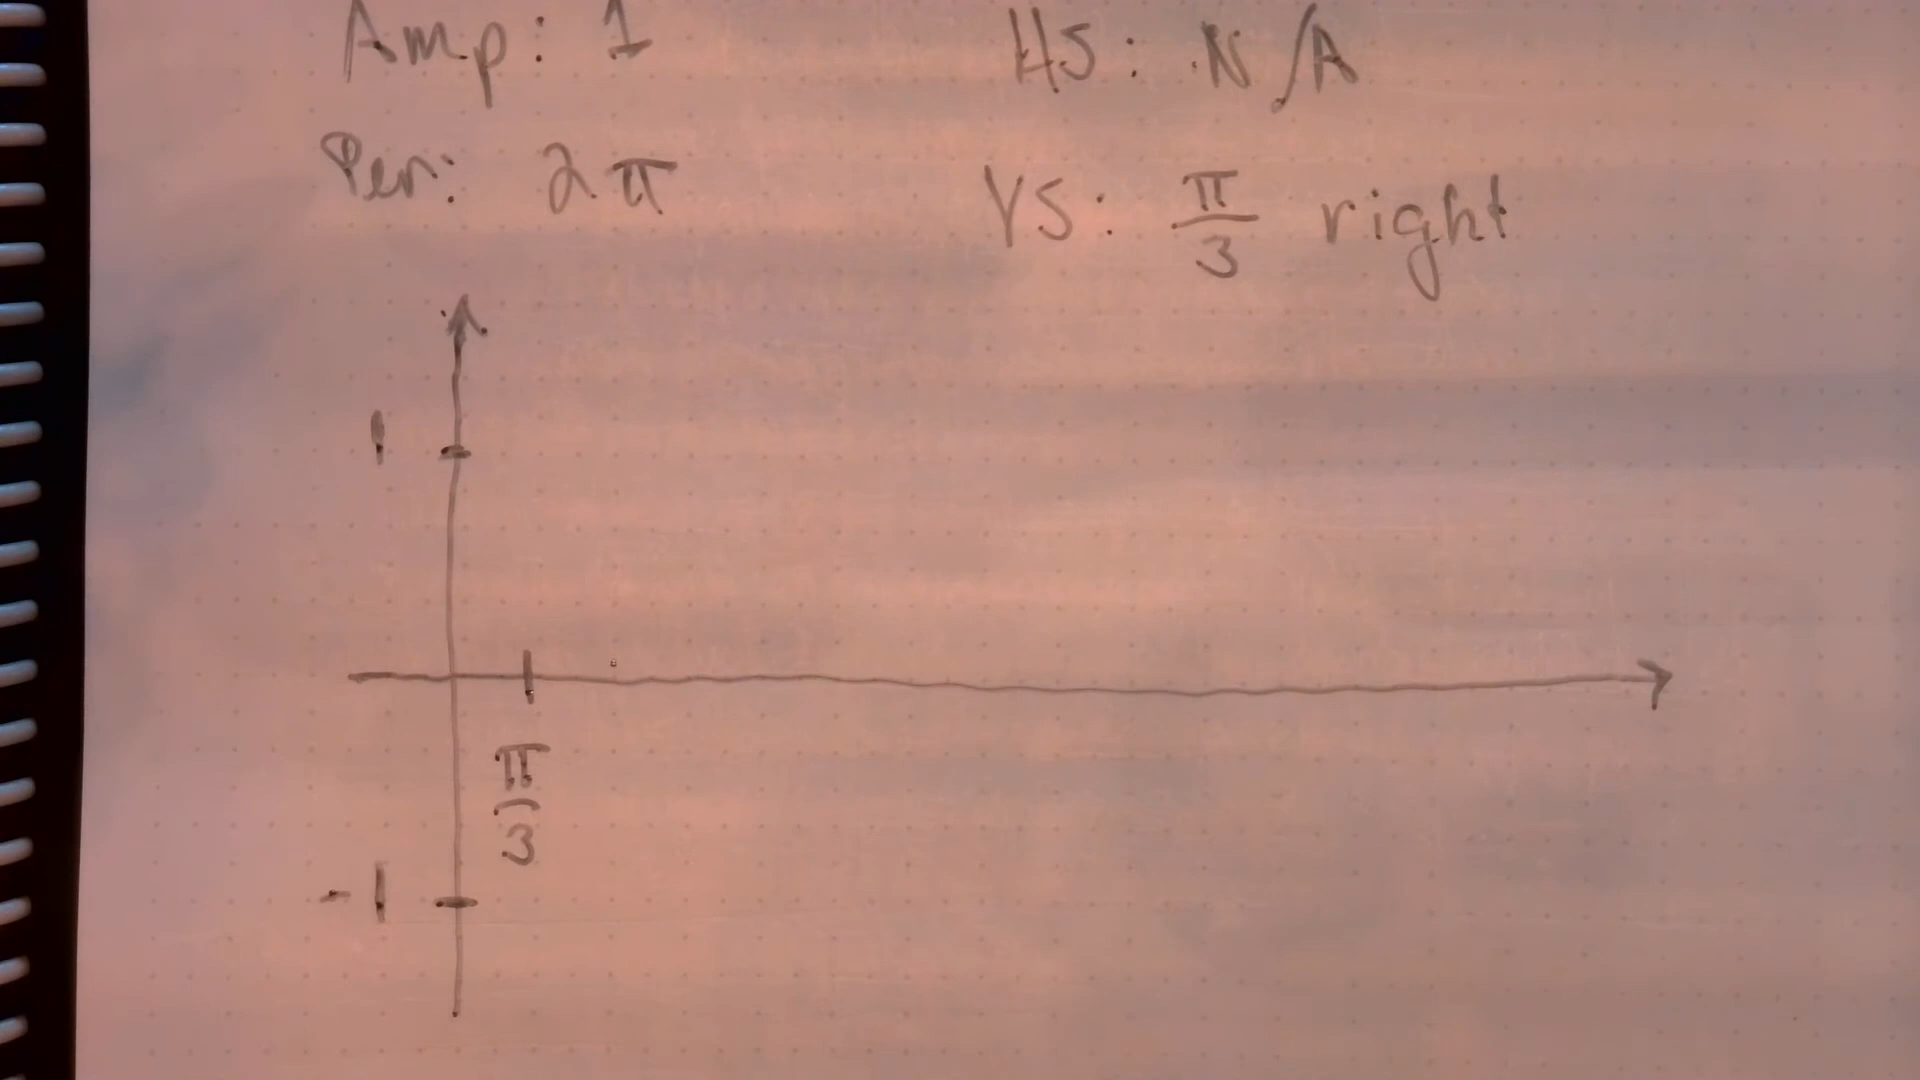 Amp: 1
HS: N/A
Per: 2π
VS: π/3 right
1
π/3
-1